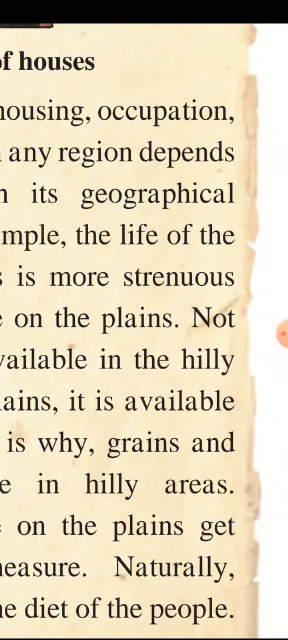 of houses
housing, occupation,
any region depends
its geographical
mple, the life of the
s is more strenuous
e on the plains. Not
vailable in the hilly
lains, it is available
is why, grains and
e in hilly areas.
e on the plains get
measure. Naturally,
he diet of the people.